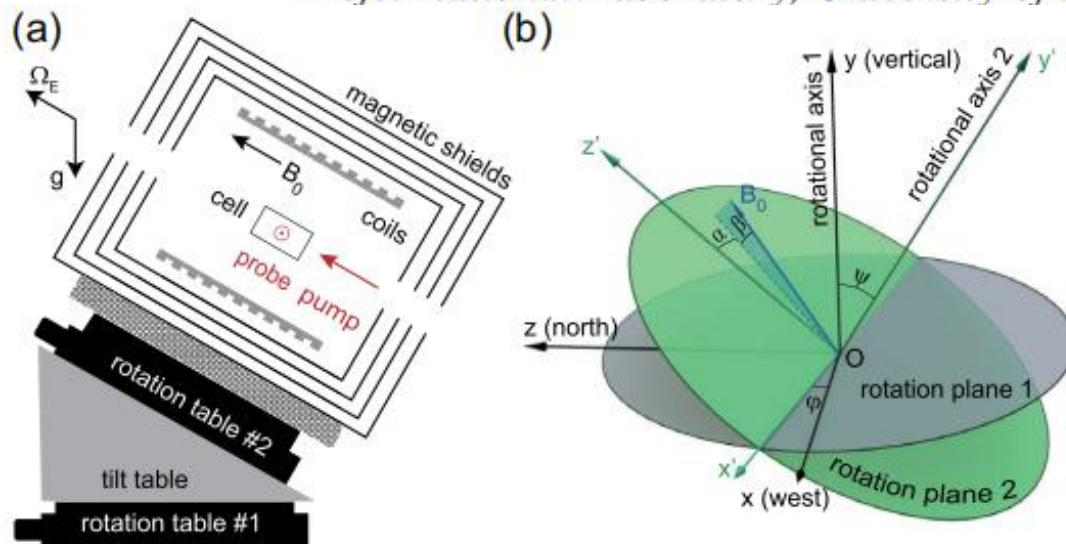 (a)
Ω_E
g
magnetic shields
B_0
coils
cell
probe pump
rotation table #2
tilt table
rotation table #1
(b)
y (vertical)
rotational axis 1
rotational axis 2
y'
z'
B_0
α
β
ψ
z (north)
O
rotation plane 1
φ
x'
x (west)
rotation plane 2